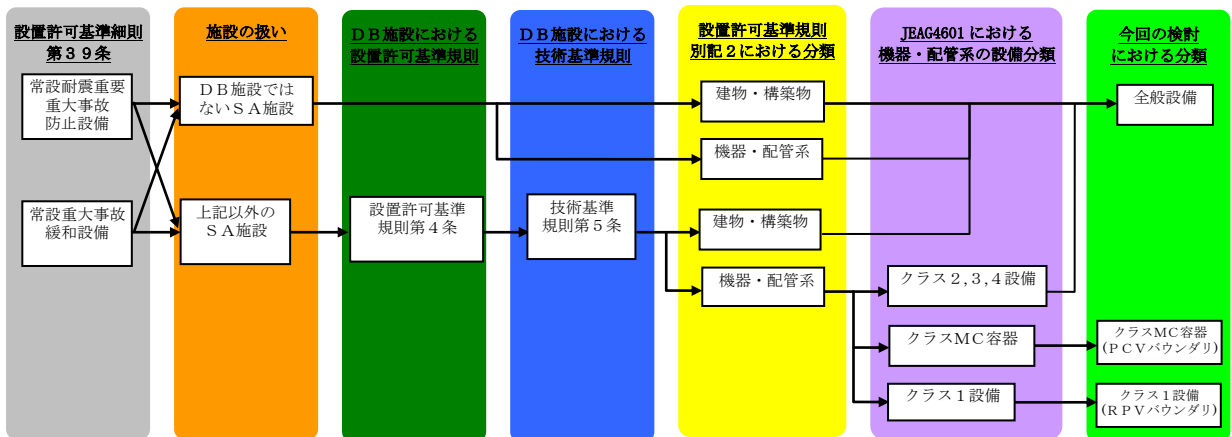 設置許可基準細則
第３９条
常設耐震重要
重大事故
防止設備
常設重大事故
緩和設備
施設の扱い
ＤＢ施設では
ないＳＡ施設
上記以外の
ＳＡ施設
ＤＢ施設における
設置許可基準規則
設置許可基準
規則第４条
ＤＢ施設における
技術基準規則
技術基準
規則第５条
設置許可基準規則
別記２における分類
建物・構築物
機器・配管系
建物・構築物
機器・配管系
JEAG4601における
機器・配管系の設備分類
クラス２,３,４設備
クラスＭＣ容器
クラス１設備
今回の検討
における分類
全般設備
クラスＭＣ容器
(ＰＣＶバウンダリ)
クラス１設備
(ＲＰＶバウンダリ)